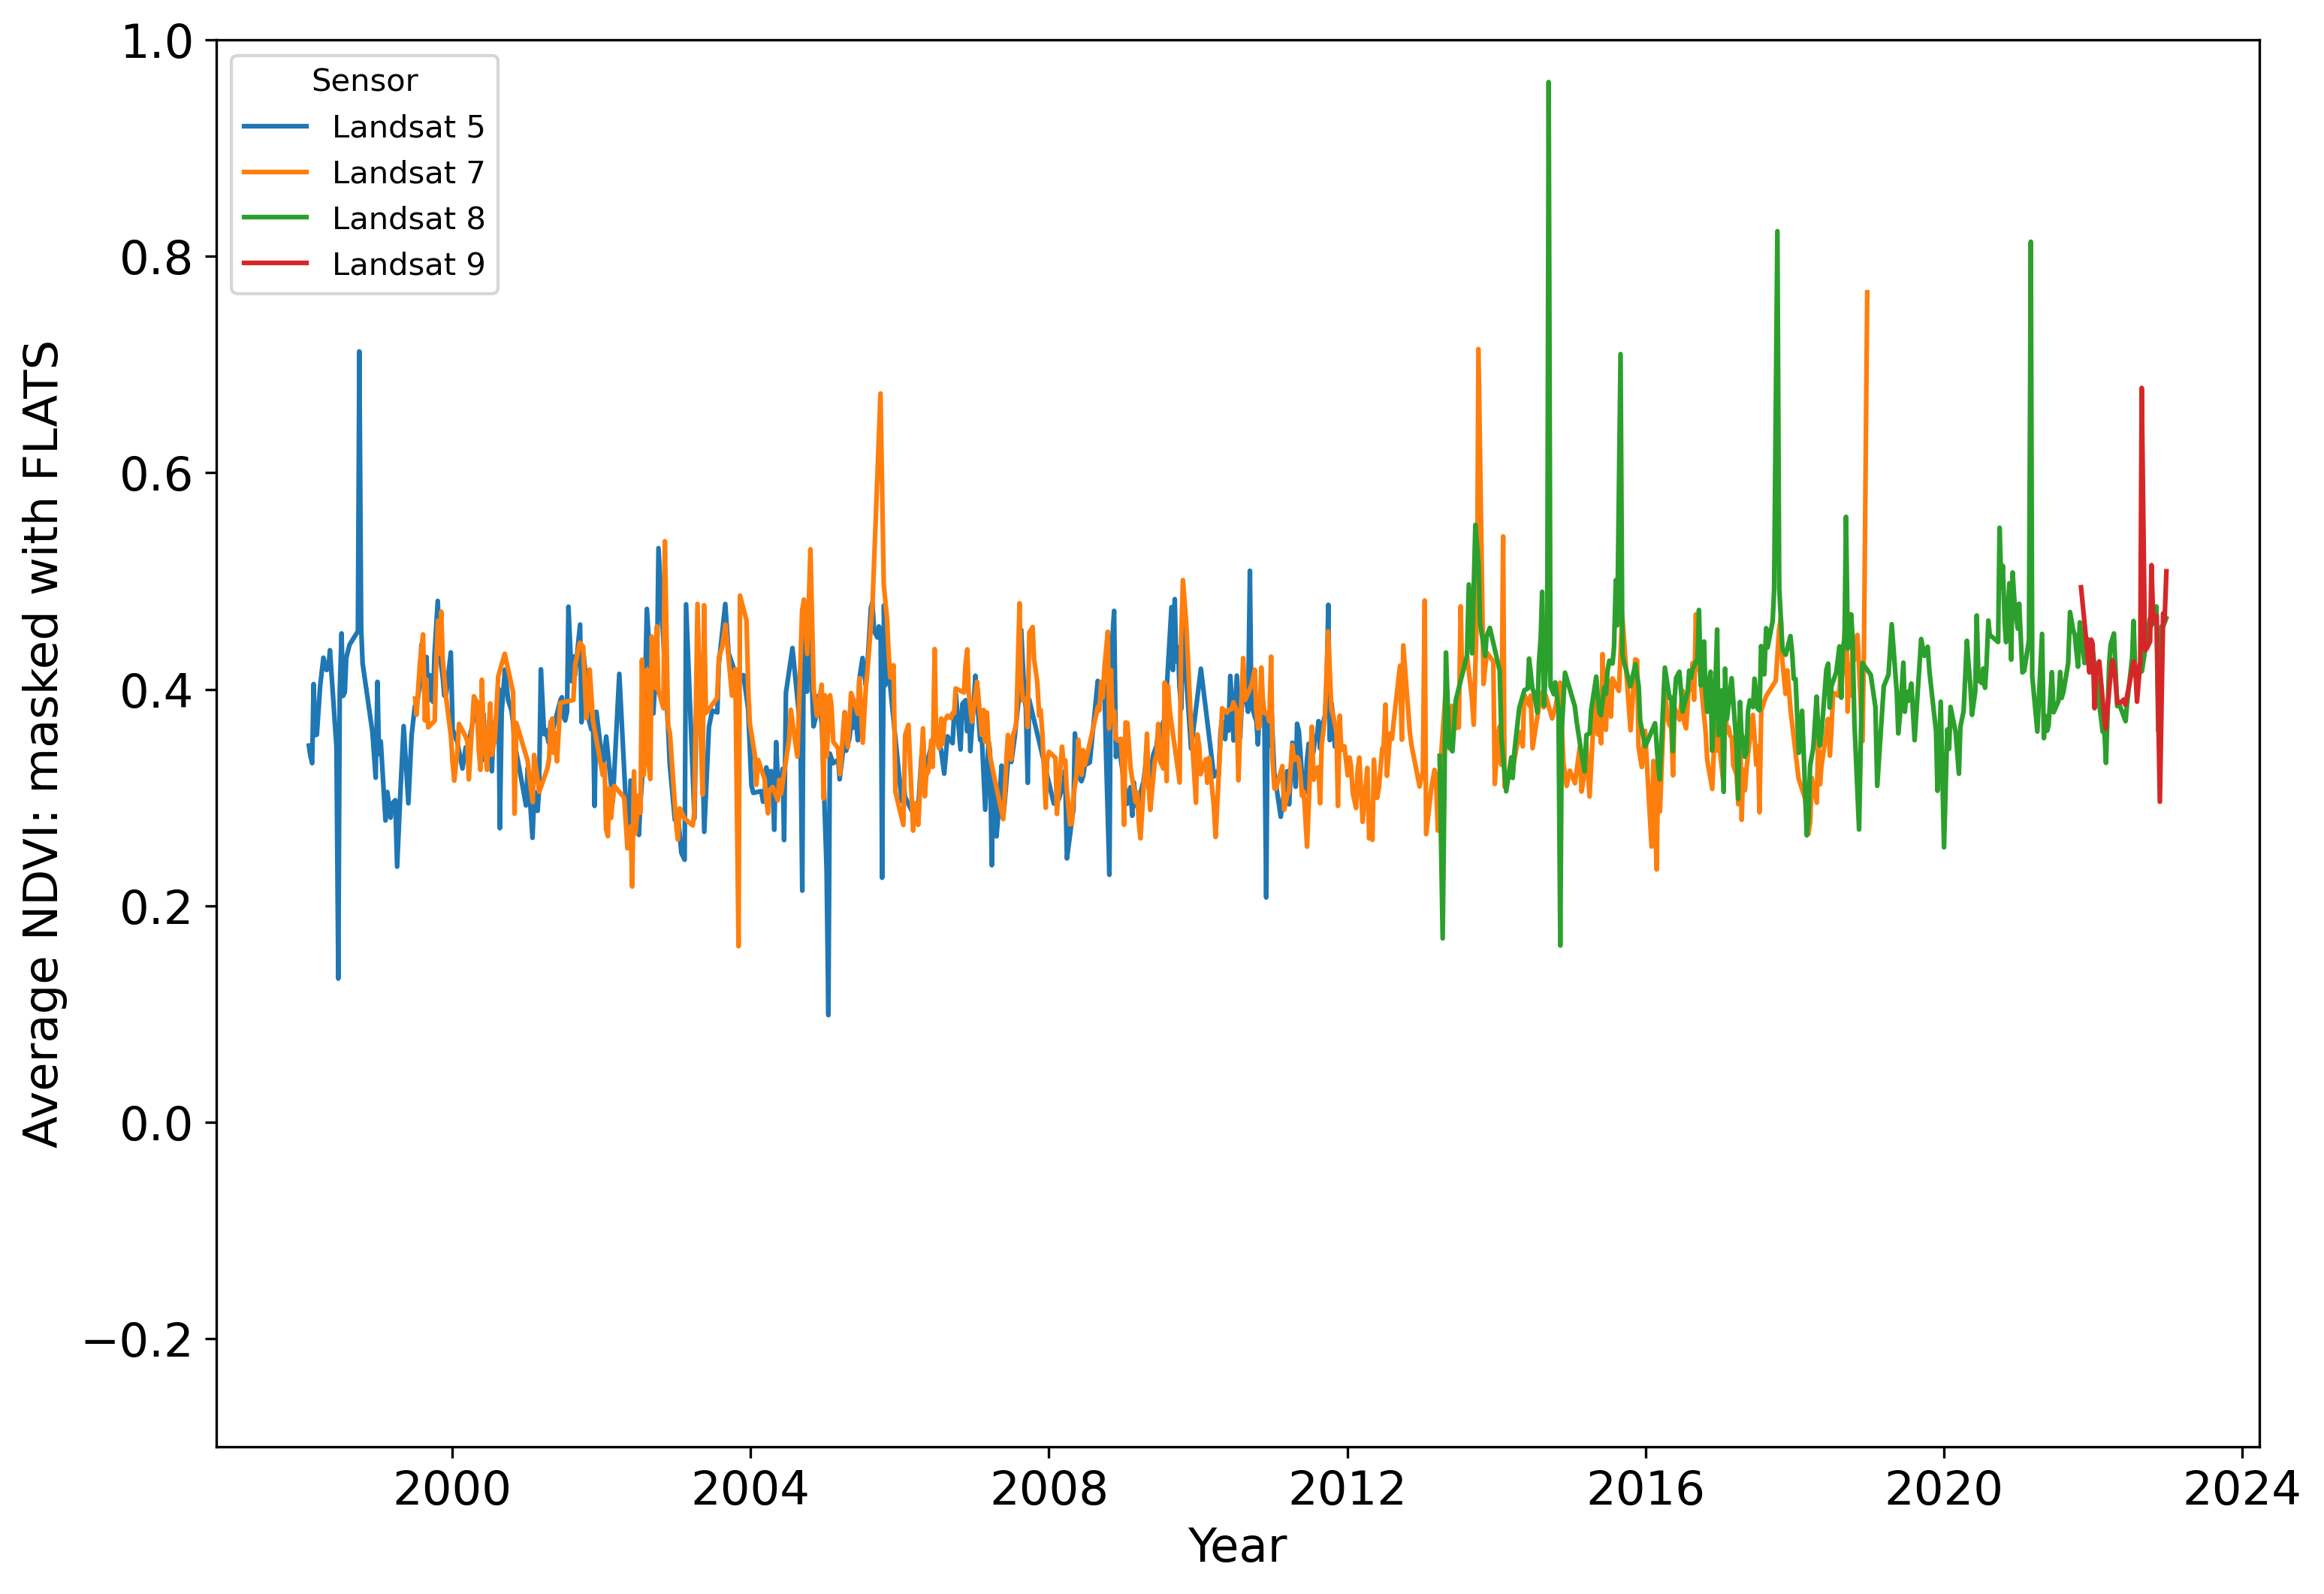 Sensor
Landsat 5
Landsat 7
Landsat 8
Landsat 9
1.0
0.8
0.6
0.4
0.2
0.0
−0.2
Average NDVI: masked with FLATS
2000 2004 2008 2012 2016 2020 2024
Year